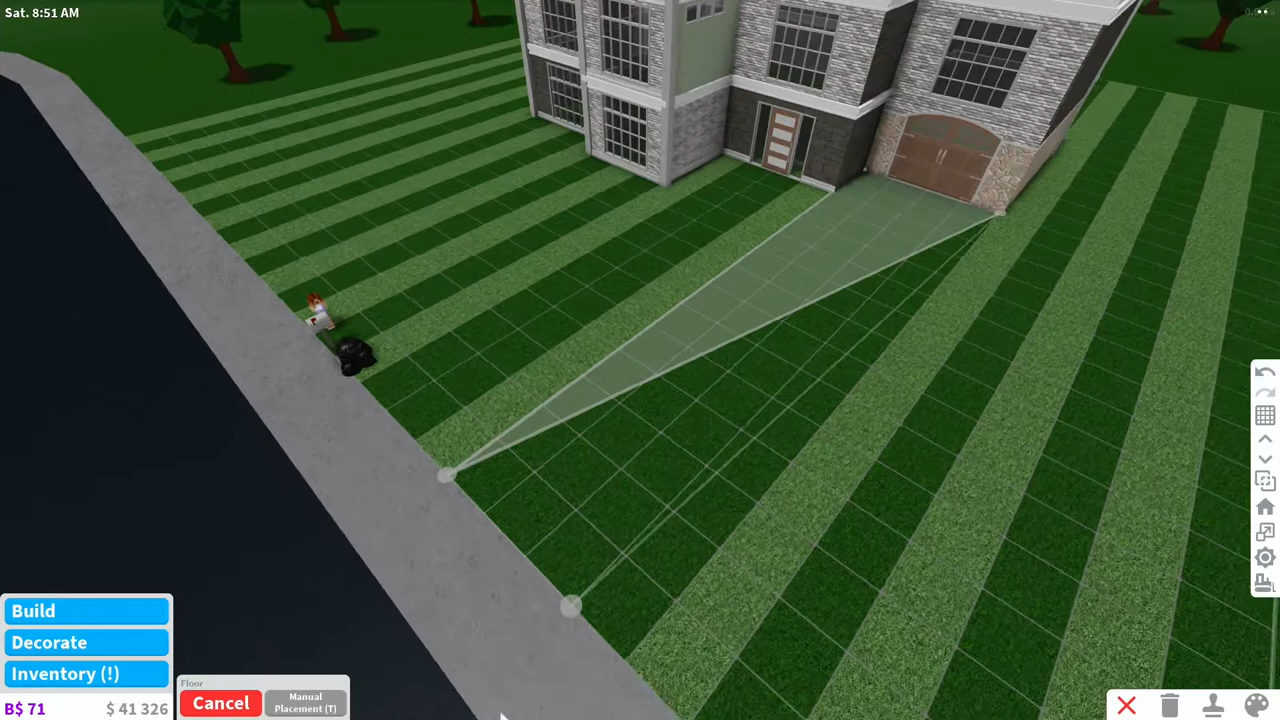 Sat. 8:51 AM
Build
Decorate
Inventory (!)
B$ 71
$ 41 326
Floor
Cancel
Manual
Placement (T)